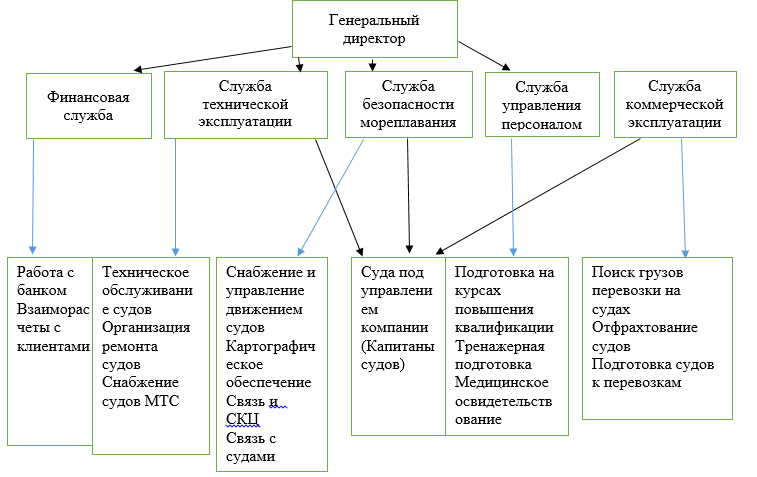 Генеральный
директор
Финансовая
служба
Служба
технической
эксплуатации
Служба
безопасности
мореплавания
Служба
управления
персоналом
Служба
коммерческой
эксплуатации
Работа с
банком
Взаиморас
четы с
клиентами
Техническое
обслуживани
е судов
Организация
ремонта
судов
Снабжение
судов МТС
Снабжение и
управление
движением
судов
Картографич
еское
обеспечение
Связь и
СКЦ
Связь с
судами
Суда под
управлени
ем
компании
(Капитаны
судов)
Подготовка на
курсах
повышения
квалификации
Тренажерная
подготовка
Медицинское
освидетельств
ование
Поиск грузов
перевозки на
судах
Отфрахтование
судов
Подготовка судов
к перевозкам